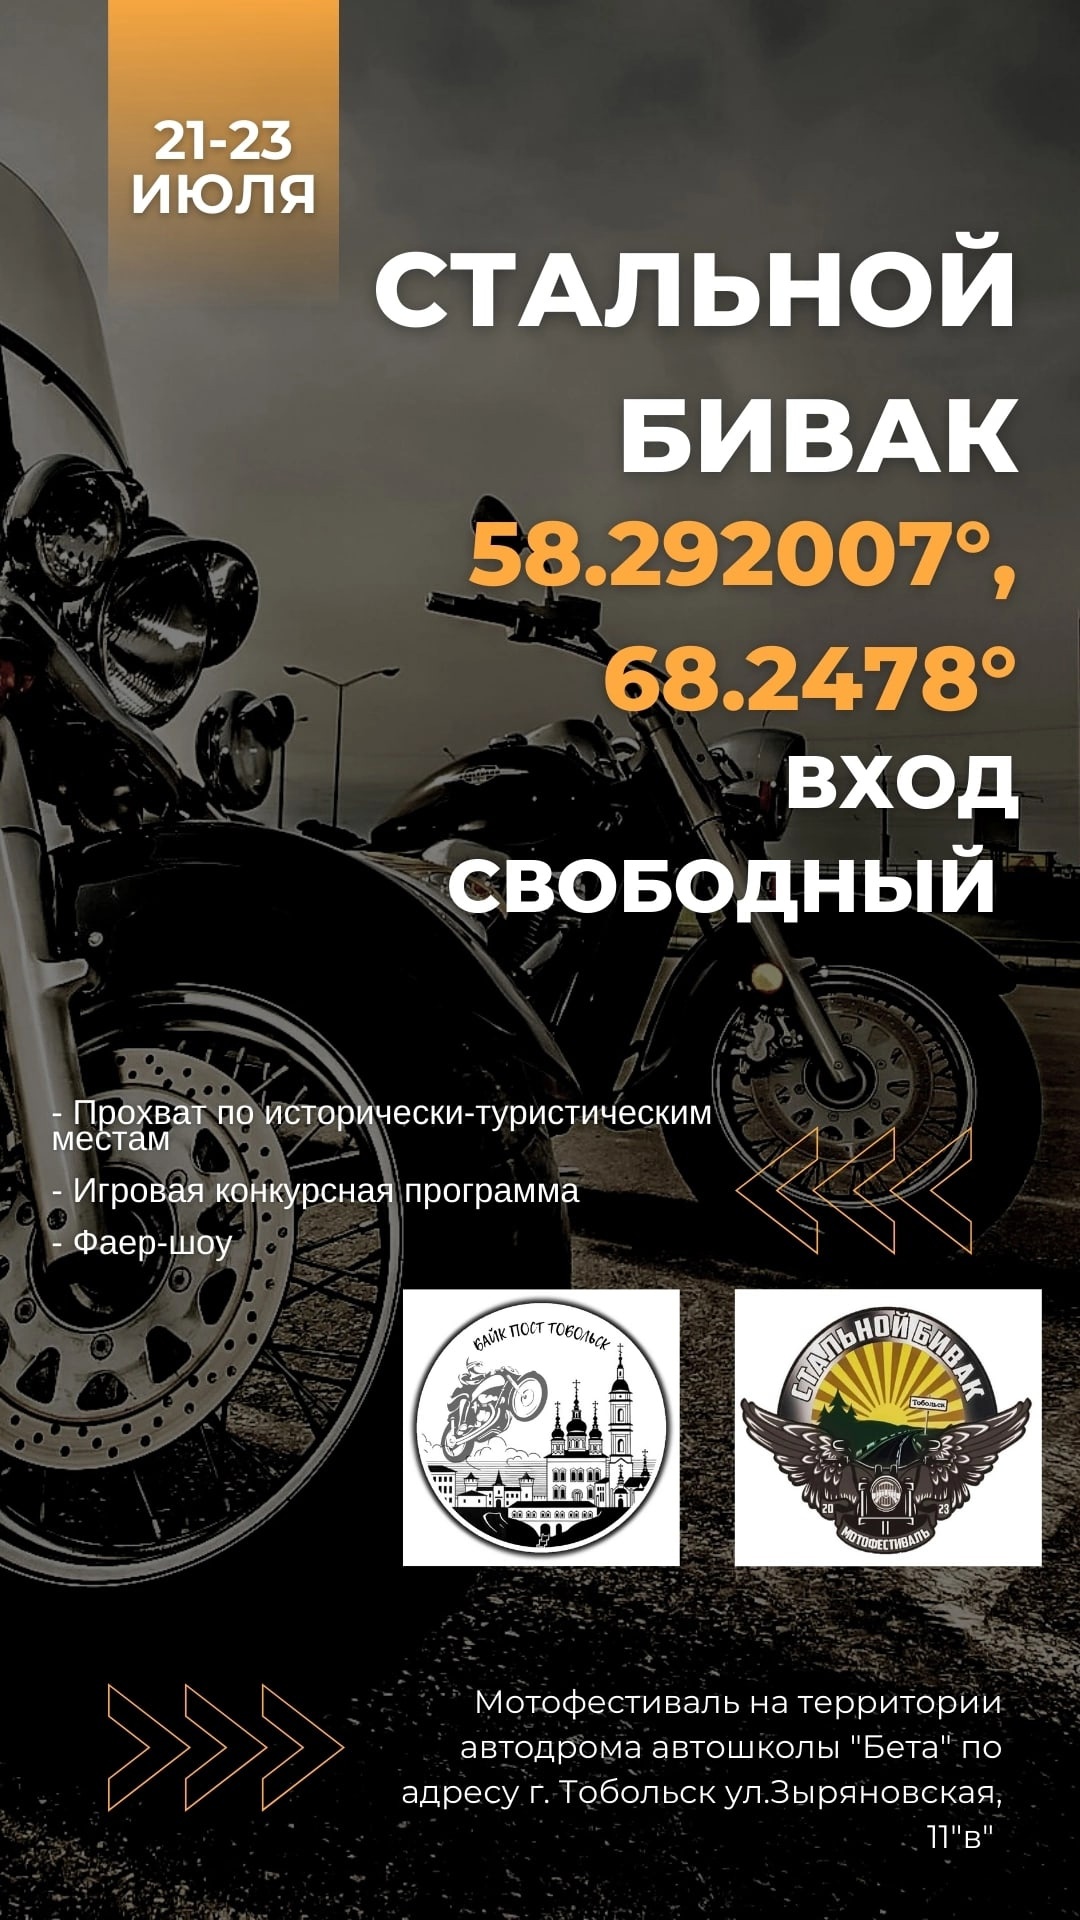 21-23
ИЮЛЯ
СТАЛЬНОЙ
БИВАК
58.292007°,
68.2478°
ВХОД
СВОБОДНЫЙ
- Прохват по исторически-туристическим
местам
- Игровая конкурсная программа
- Фаер-шоу
БАЙК ПОСТ ТОБОЛЬСК
СТАЛЬНОЙ БИВАК
Тобольск
20 23
МОТОФЕСТИВАЛЬ
Мотофестиваль на территории
автодрома автошколы "Бета" по
адресу г. Тобольск ул.Зыряновская,
11"в"